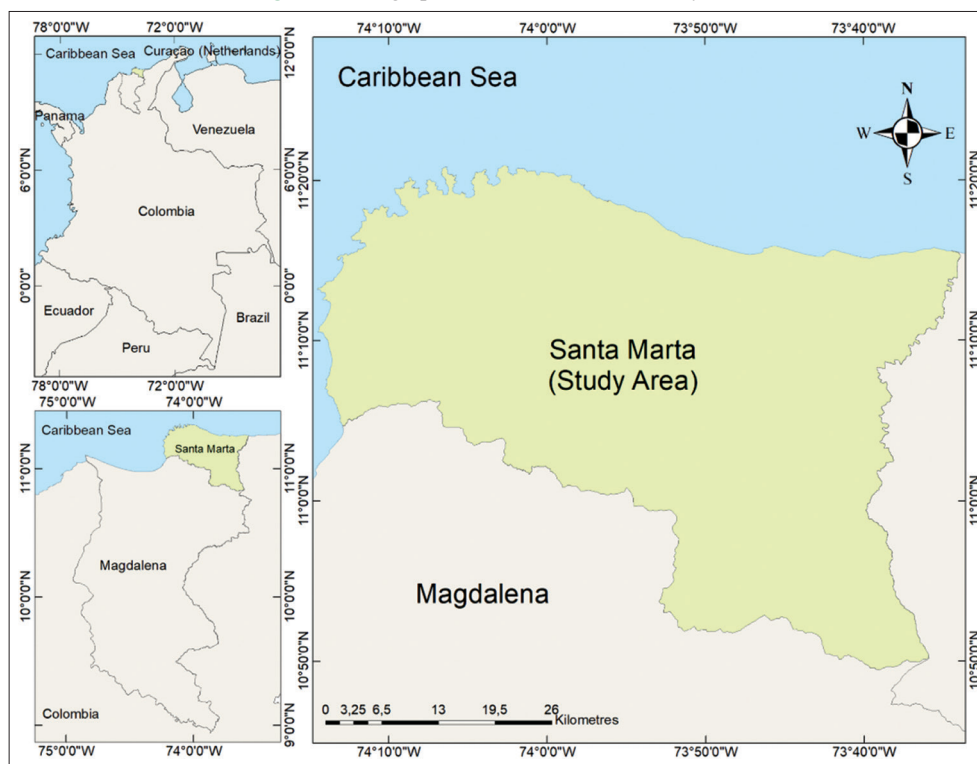 78°0'0"W 72°0'0"W
Caribbean Sea
Curaçao (Netherlands)
12°0'0"N
Panama
Venezuela
6°0'0"N
6°0'0"N
Colombia
0°0'0"
0°0'0"
Ecuador
Brazil
Peru
78°0'0"W 72°0'0"W
75°0'0"W 74°0'0"W
Caribbean Sea
Santa Marta
11°0'0"N
11°0'0"N
Magdalena
10°0'0"N
10°0'0"N
Colombia
9°0'0"N
75°0'0"W 74°0'0"W
74°10'0"W 74°0'0"W 73°50'0"W 73°40'0"W
Caribbean Sea
N
W E
S
11°20'0"N
11°20'0"N
Santa Marta
(Study Area)
11°10'0"N
11°10'0"N
11°0'0"N
11°0'0"N
Magdalena
10°50'0"N
10°50'0"N
0 3,25 6,5 13 19,5 26
Kilometres
74°10'0"W 74°0'0"W 73°50'0"W 73°40'0"W